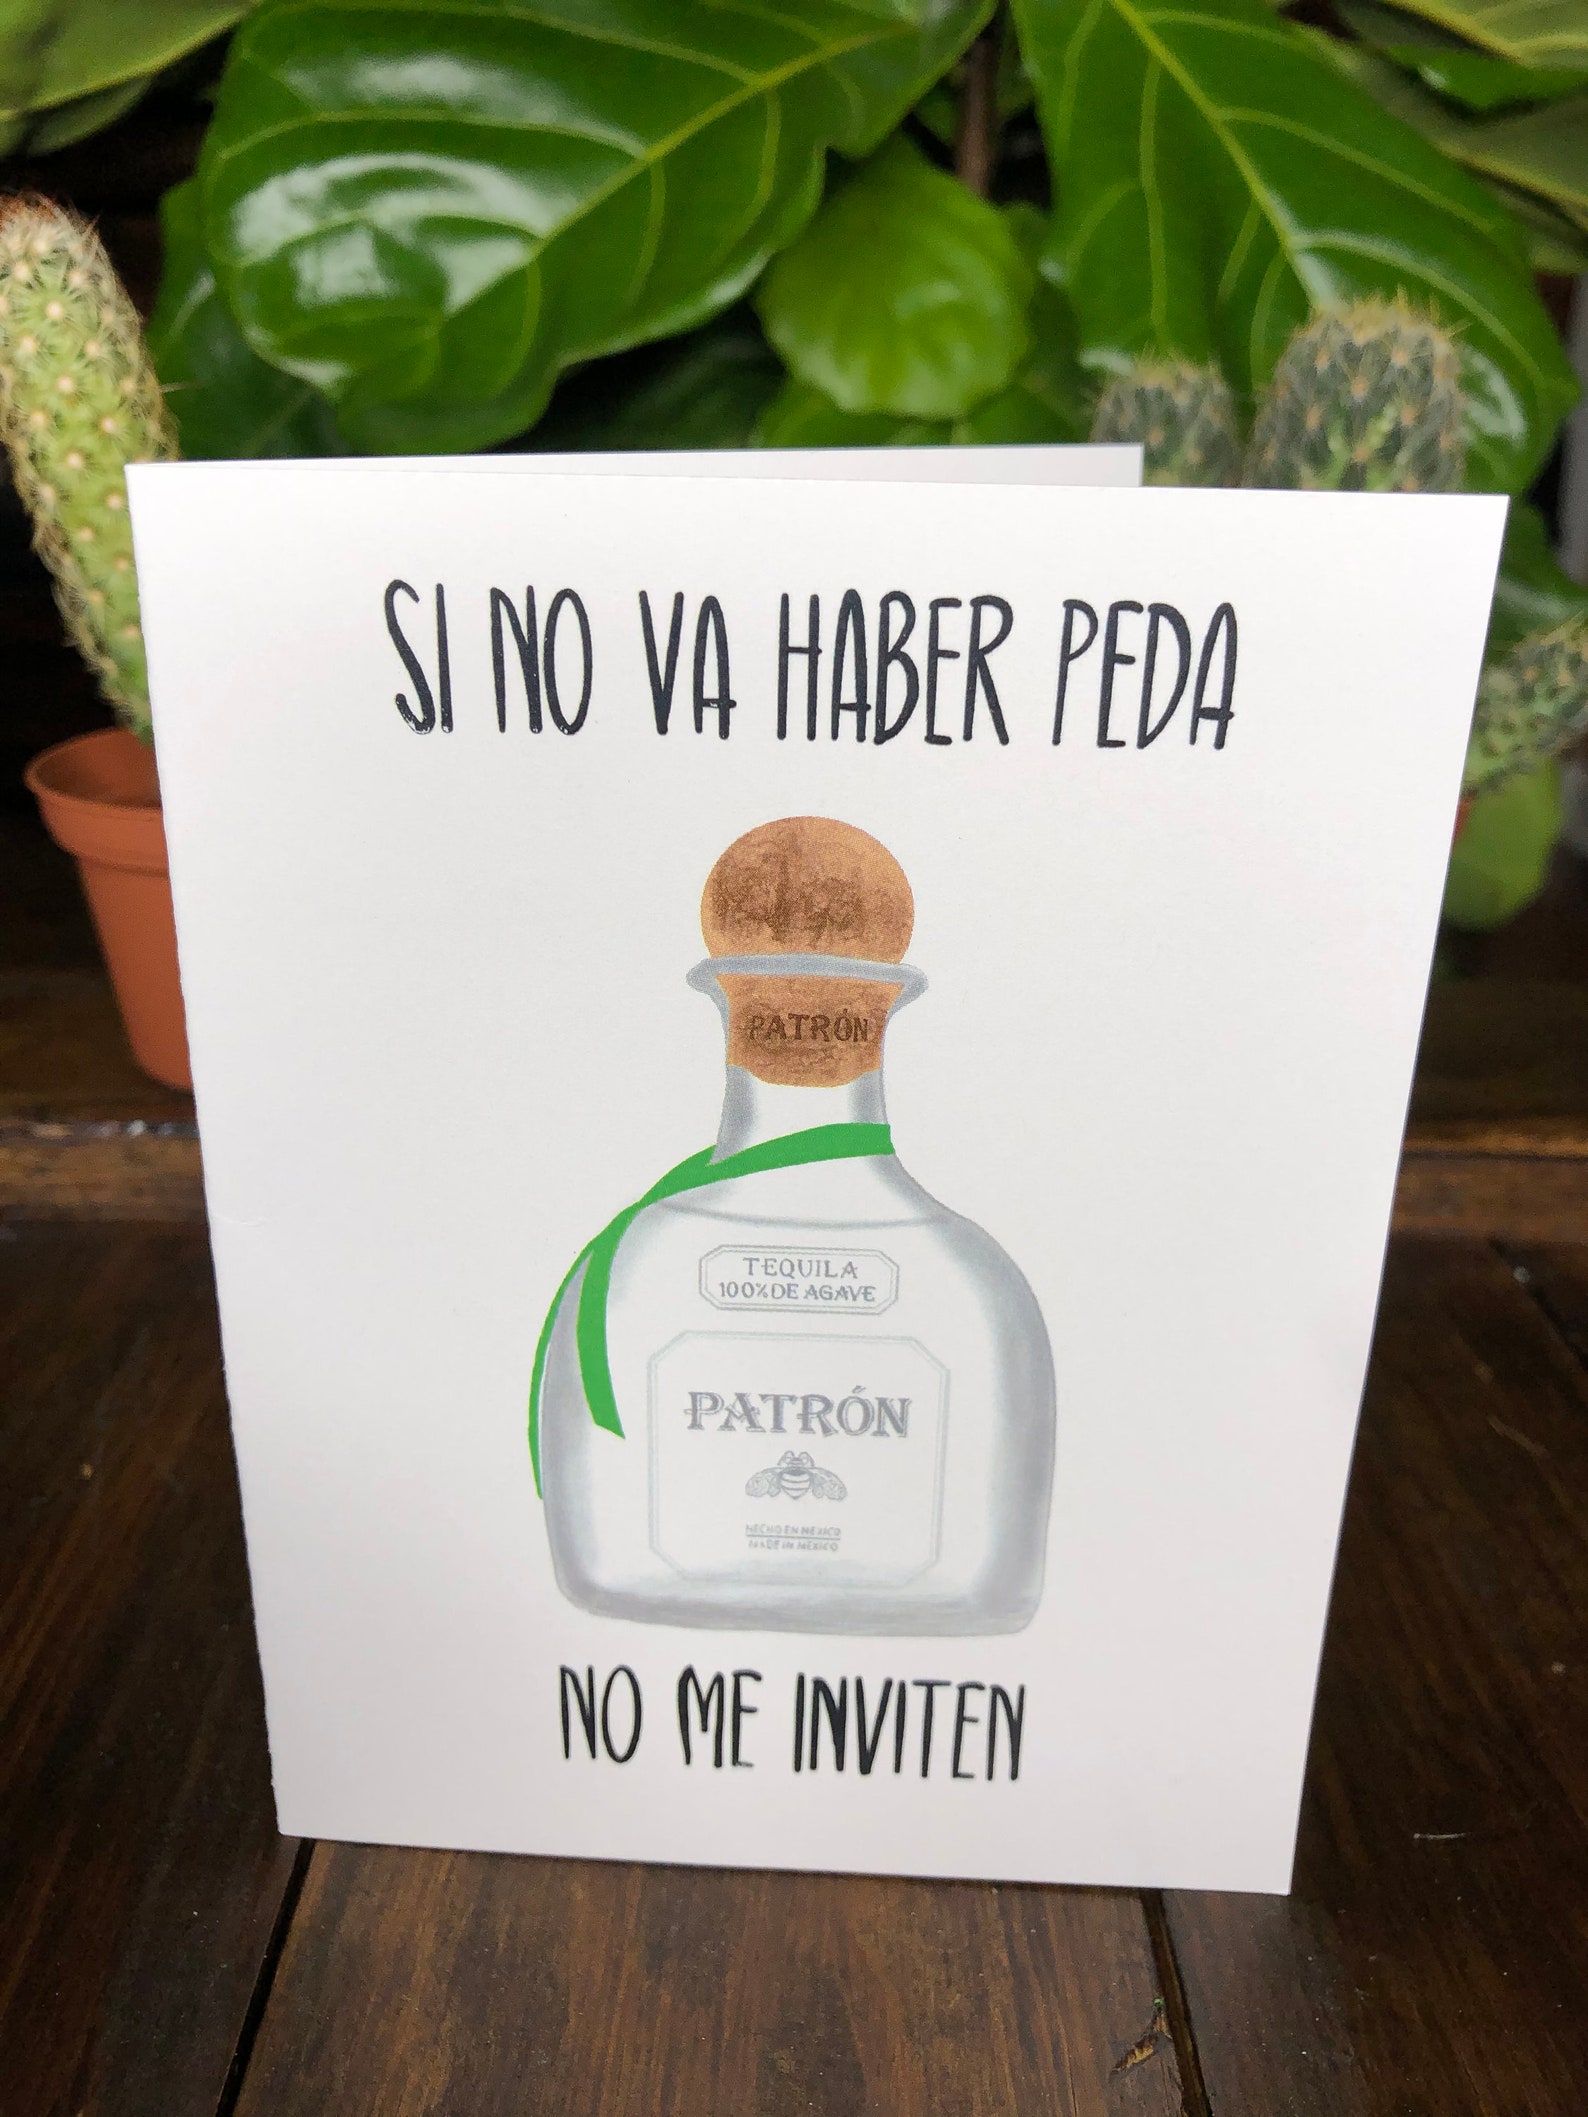 SI NO VA HABER PEDA
PATRÓN
TEQUILA
100% DE AGAVE
PATRÓN
HECHO EN MEXICO
MADE IN MEXICO
NO ME INVITEN